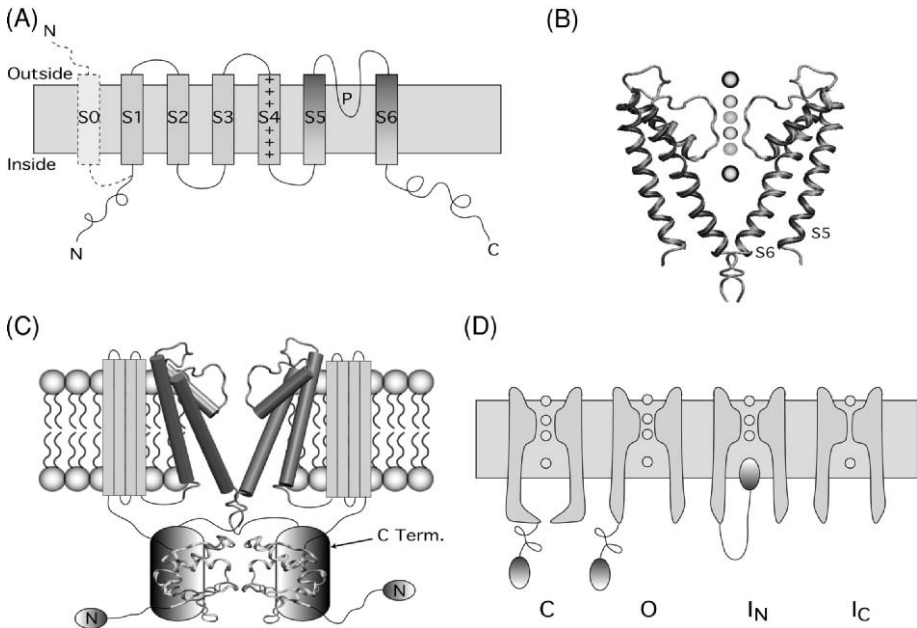 (A)
N
Outside
S0 S1 S2 S3 S4 S5 P S6
+
+
+
+
+
+
+
Inside
N
C
(B)
S6
S5
(C)
C Term.
N
N
(D)
C O I_N I_C